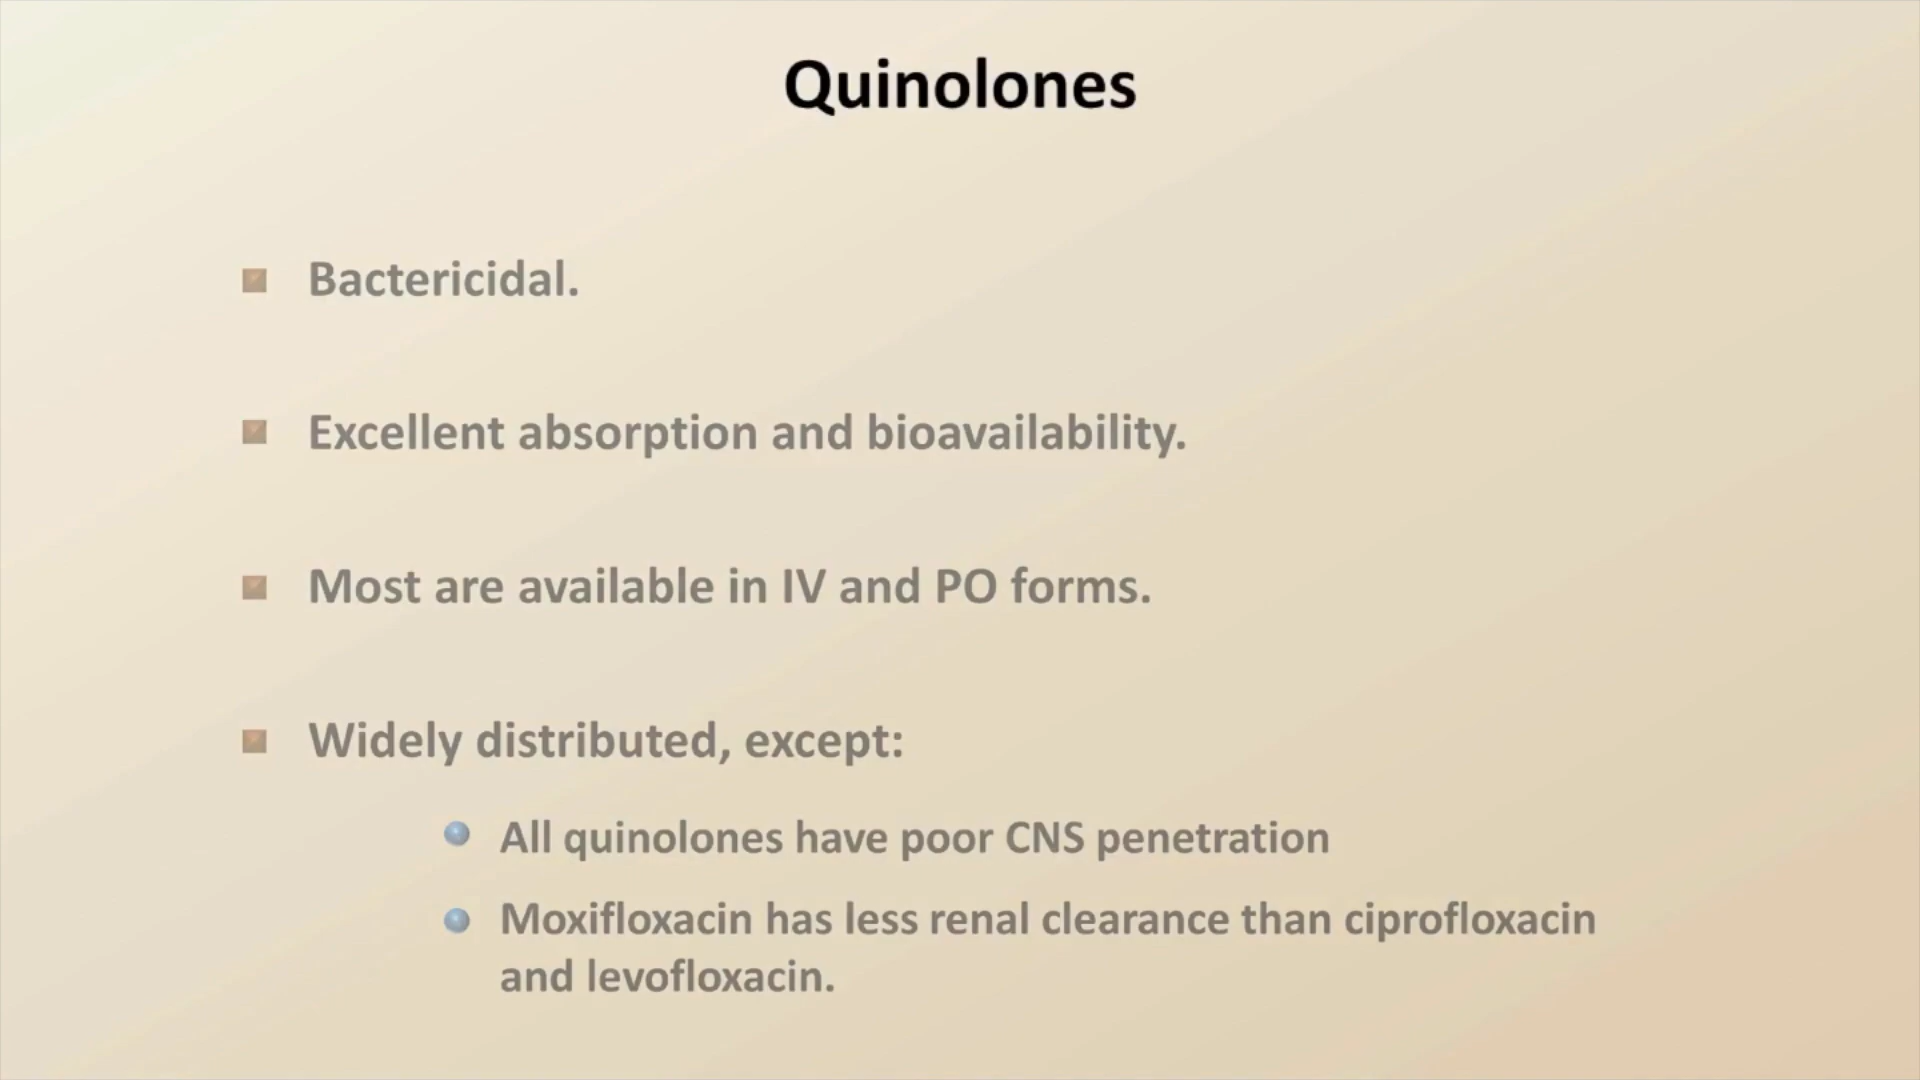 Quinolones
Bactericidal.
Excellent absorption and bioavailability.
Most are available in IV and PO forms.
Widely distributed, except:
All quinolones have poor CNS penetration
Moxifloxacin has less renal clearance than ciprofloxacin
and levofloxacin.